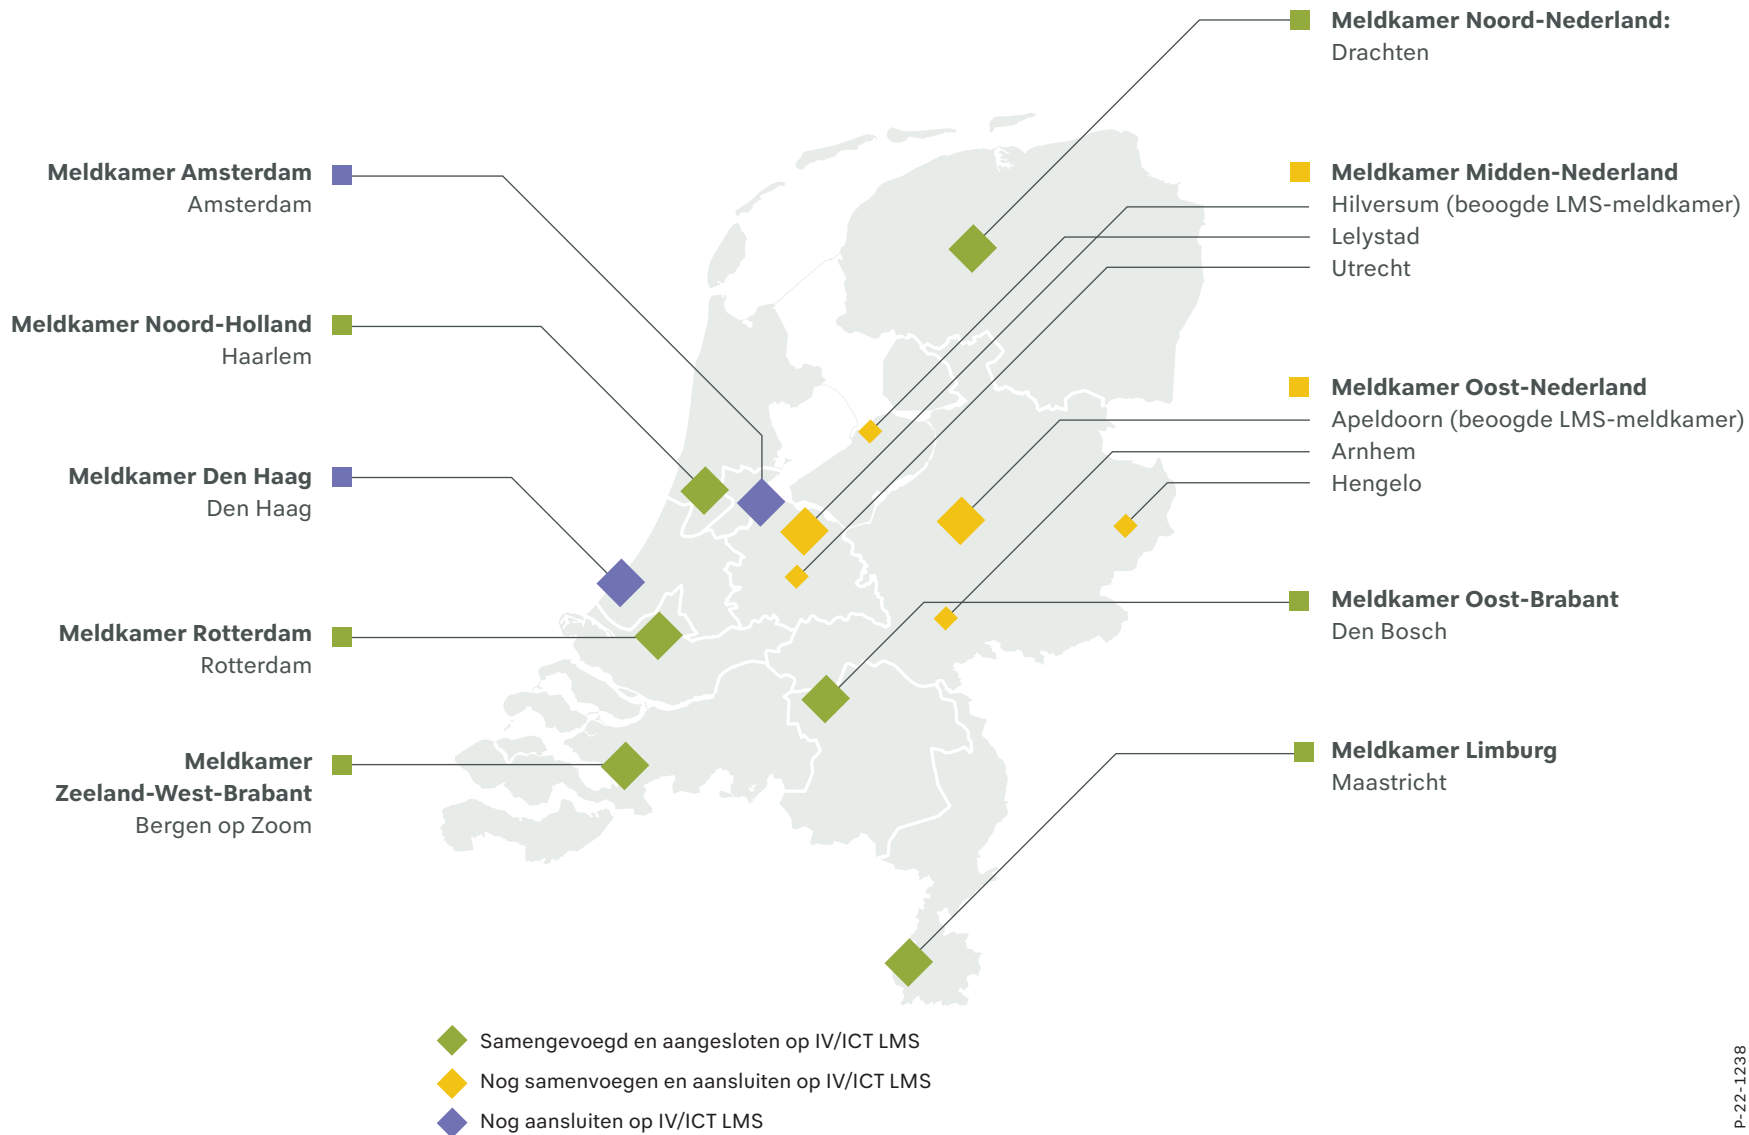 Meldkamer Amsterdam
Amsterdam
Meldkamer Noord-Holland
Haarlem
Meldkamer Den Haag
Den Haag
Meldkamer Rotterdam
Rotterdam
Meldkamer
Zeeland-West-Brabant
Bergen op Zoom
Meldkamer Noord-Nederland:
Drachten
Meldkamer Midden-Nederland
Hilversum (beoogde LMS-meldkamer)
Lelystad
Utrecht
Meldkamer Oost-Nederland
Apeldoorn (beoogde LMS-meldkamer)
Arnhem
Hengelo
Meldkamer Oost-Brabant
Den Bosch
Meldkamer Limburg
Maastricht
Samengevoegd en aangesloten op IV/ICT LMS
Nog samenvoegen en aansluiten op IV/ICT LMS
Nog aansluiten op IV/ICT LMS
P-22-1238